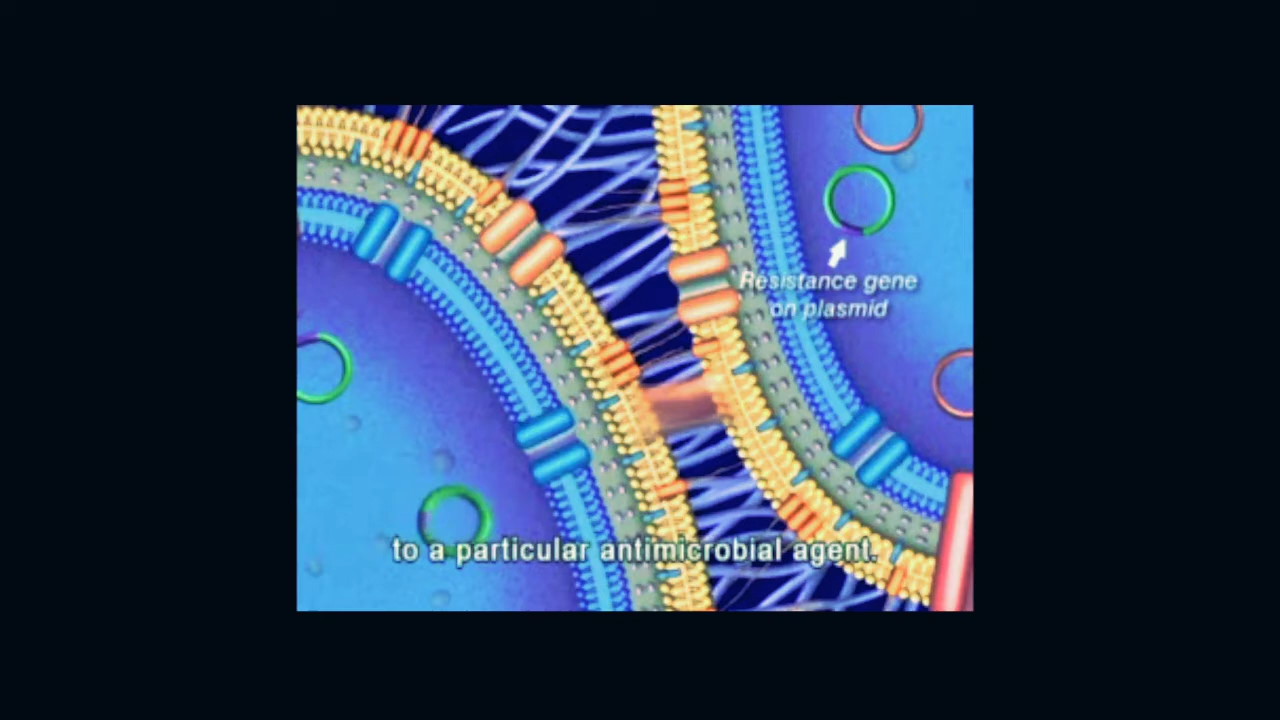 Resistance gene
on plasmid
to a particular antimicrobial agent.